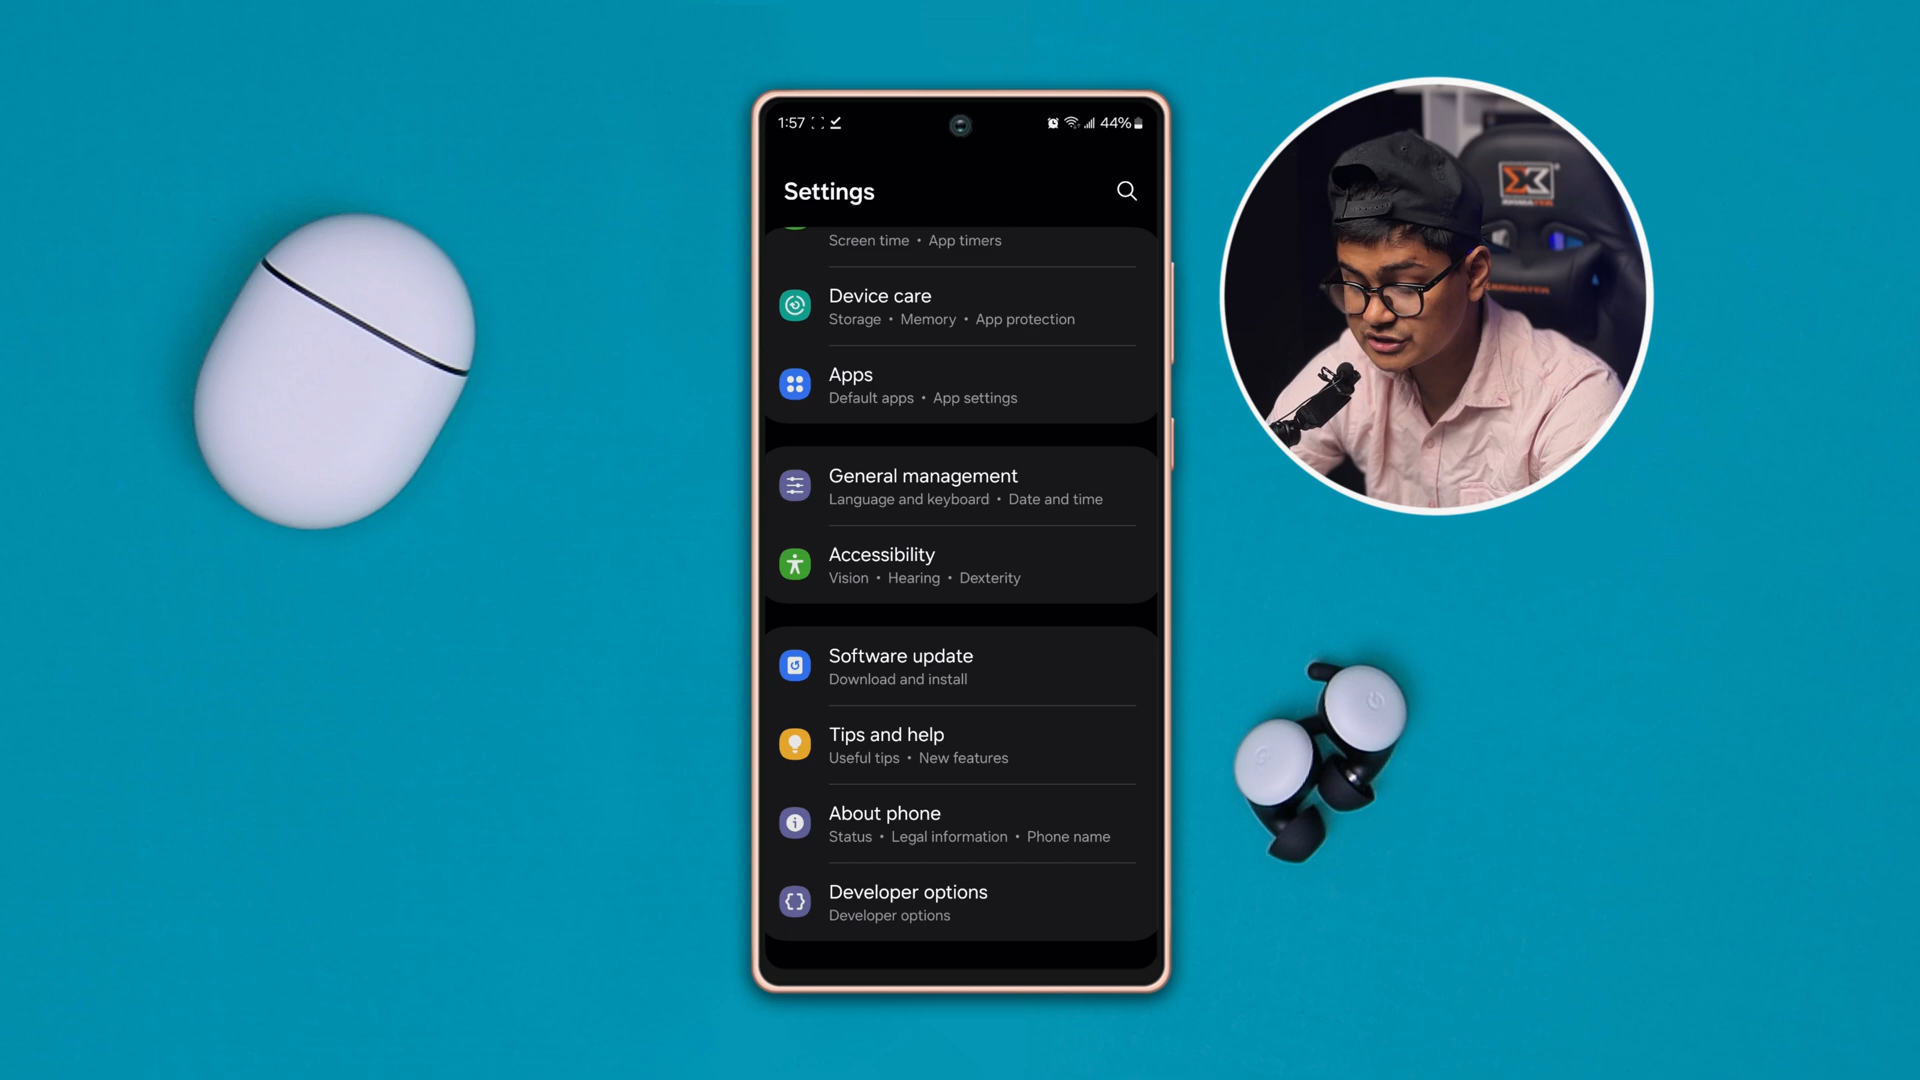 1:57
44%
Settings
Screen time • App timers
Device care
Storage • Memory • App protection
Apps
Default apps • App settings
General management
Language and keyboard • Date and time
Accessibility
Vision • Hearing • Dexterity
Software update
Download and install
Tips and help
Useful tips • New features
About phone
Status • Legal information • Phone name
Developer options
Developer options